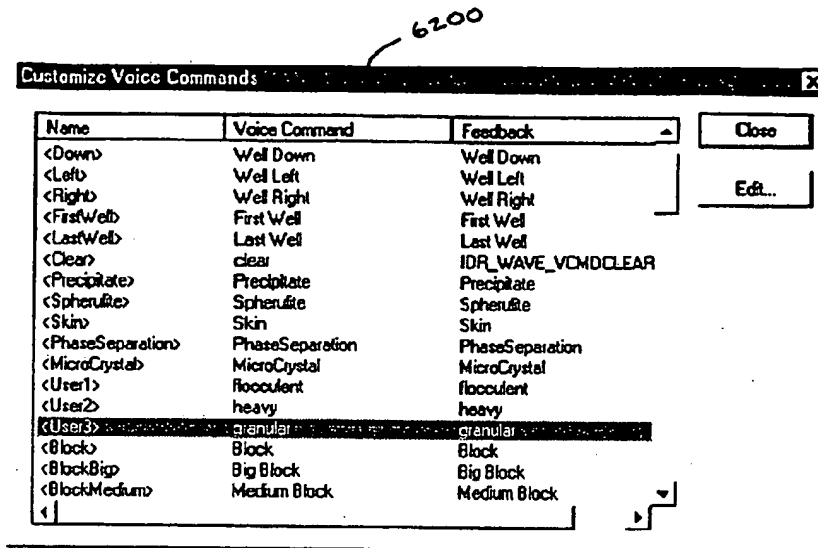 6200
Customize Voice Commands
Name Voice Command Feedback Close
<Down> Well Down Well Down
<Left> Well Left Well Left
<Right> Well Right Well Right Edit...
<FirstWell> First Well First Well
<LastWell> Last Well Last Well
<Clear> clear IDR_WAVE_VCMDCLEAR
<Precipitate> Precipitate Precipitate
<Spherulite> Spherulite Spherulite
<Skin> Skin Skin
<PhaseSeparation> PhaseSeparation PhaseSeparation
<MicroCrystal> MicroCrystal MicroCrystal
<User1> flocculent flocculent
<User2> heavy heavy
<User3> granular granular
<Block> Block Block
<BlockBig> Big Block Big Block
<BlockMedium> Medium Block Medium Block